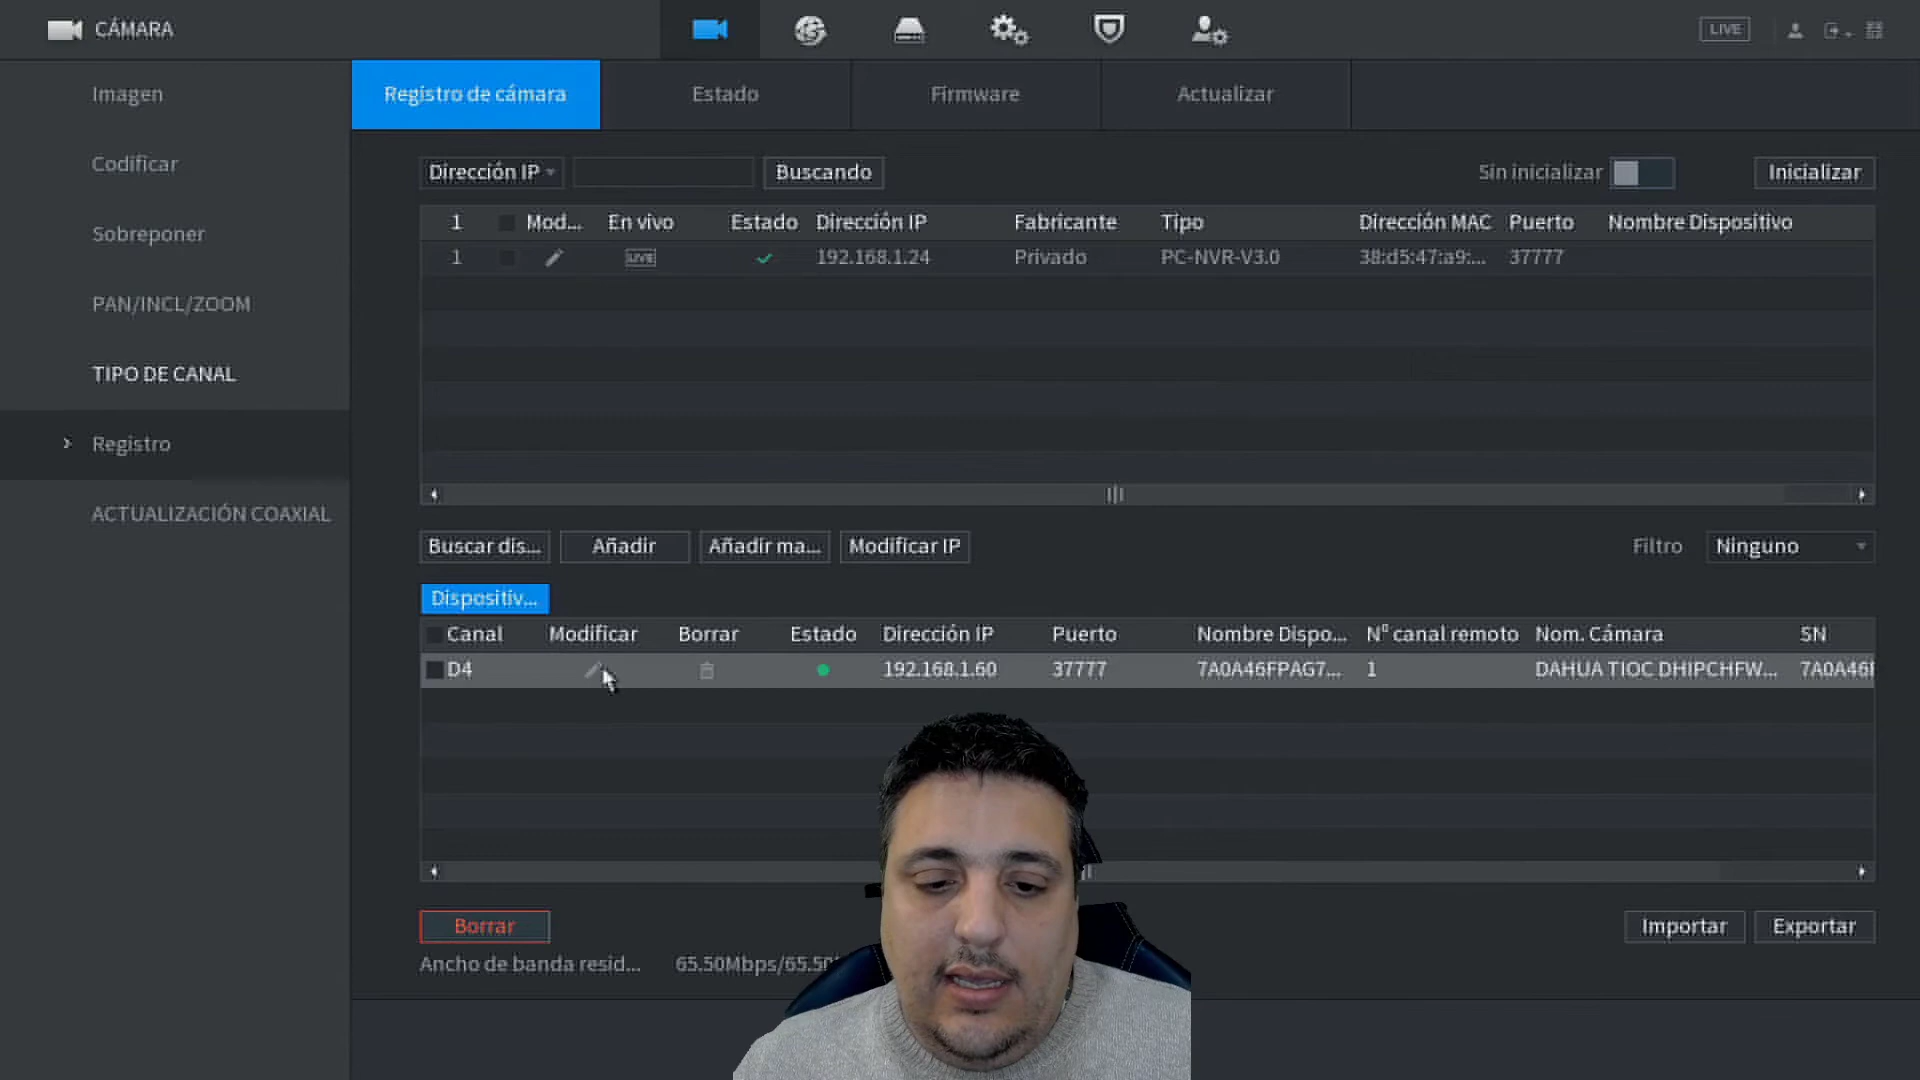 CÁMARA
LIVE
Imagen
Codificar
Sobreponer
PAN/INCL/ZOOM
TIPO DE CANAL
Registro
ACTUALIZACIÓN COAXIAL
Registro de cámara Estado Firmware Actualizar
Dirección IP Buscando Sin inicializar Inicializar
1 Mod... En vivo Estado Dirección IP Fabricante Tipo Dirección MAC Puerto Nombre Dispositivo
1 LIVE 192.168.1.24 Privado PC-NVR-V3.0 38:d5:47:a9:... 37777
Buscar dis... Añadir Añadir ma... Modificar IP Filtro Ninguno
Dispositiv...
Canal Modificar Borrar Estado Dirección IP Puerto Nombre Dispo... Nº canal remoto Nom. Cámara SN
D4 192.168.1.60 37777 7A0A46FPAG7... 1 DAHUA TIOC DHIPCHFW... 7A0A46
Borrar Importar Exportar
Ancho de banda resid... 65.50Mbps/65.50